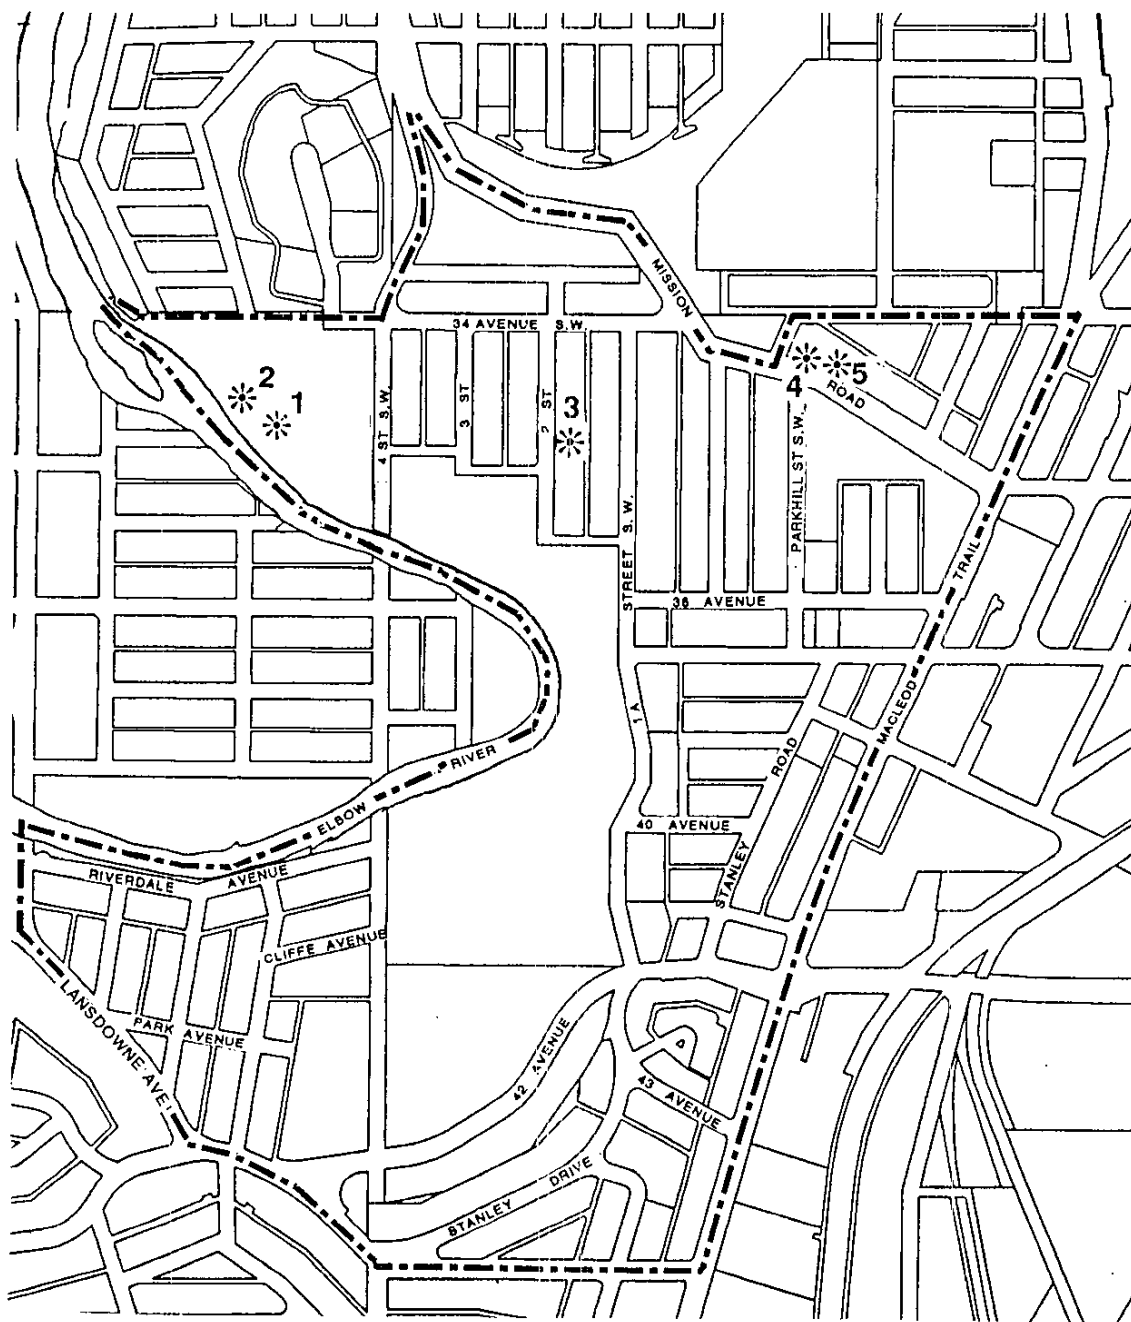 MISSION
34 AVENUE S.W.
2
1
3
4
5
ROAD
4 ST S.W.
3 ST
2 ST
PARKHILL ST S.W.
STREET S.W.
1 A
TRAIL
36 AVENUE
MACLEOD
ROAD
STANLEY
RIVER
ELBOW
40 AVENUE
RIVERDALE AVENUE
CLIFFE AVENUE
LANSDOWNE AVE.
PARK AVENUE
42 AVENUE
43 AVENUE
STANLEY DRIVE